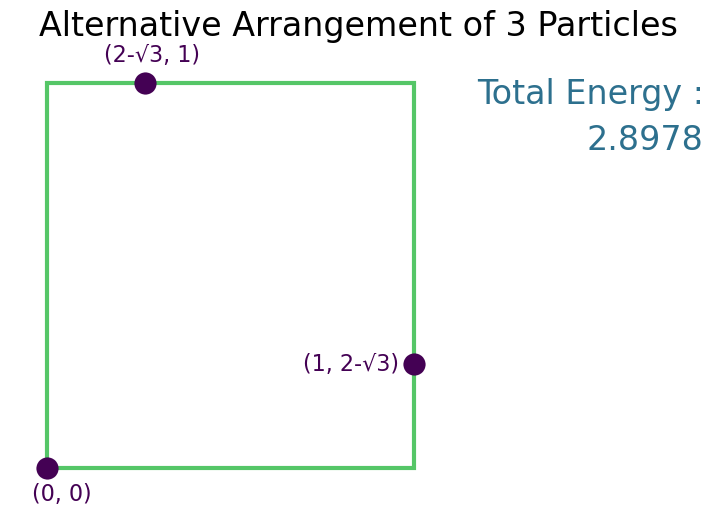 Alternative Arrangement of 3 Particles
(2-√3, 1)
Total Energy :
2.8978
(1, 2-√3)
(0, 0)